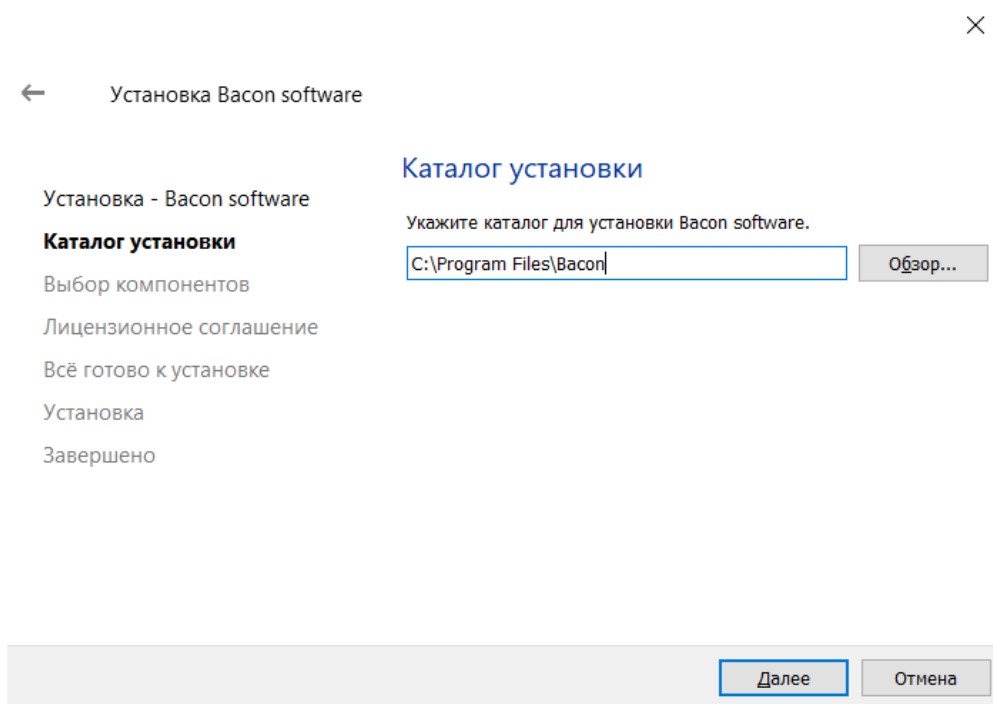 Установка Bacon software
Установка - Bacon software
Каталог установки
Выбор компонентов
Лицензионное соглашение
Всё готово к установке
Установка
Завершено
Каталог установки
Укажите каталог для установки Bacon software.
C:\Program Files\Bacon
Обзор...
Далее
Отмена